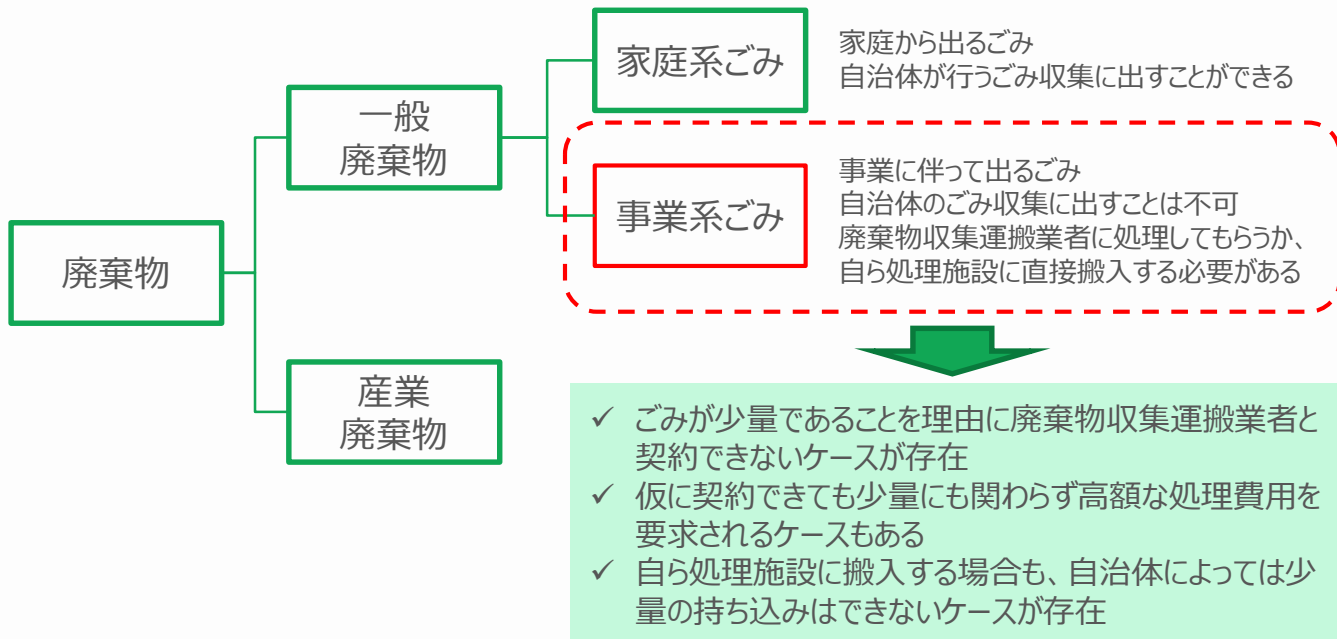 家庭系ごみ
家庭から出るごみ
自治体が行うごみ収集に出すことができる
一般
廃棄物
事業系ごみ
事業に伴って出るごみ
自治体のごみ収集に出すことは不可
廃棄物収集運搬業者に処理してもらうか、
自ら処理施設に直接搬入する必要がある
廃棄物
産業
廃棄物
✓ ごみが少量であることを理由に廃棄物収集運搬業者と
契約できないケースが存在
✓ 仮に契約できても少量にも関わらず高額な処理費用を
要求されるケースもある
✓ 自ら処理施設に搬入する場合も、自治体によっては少
量の持ち込みはできないケースが存在